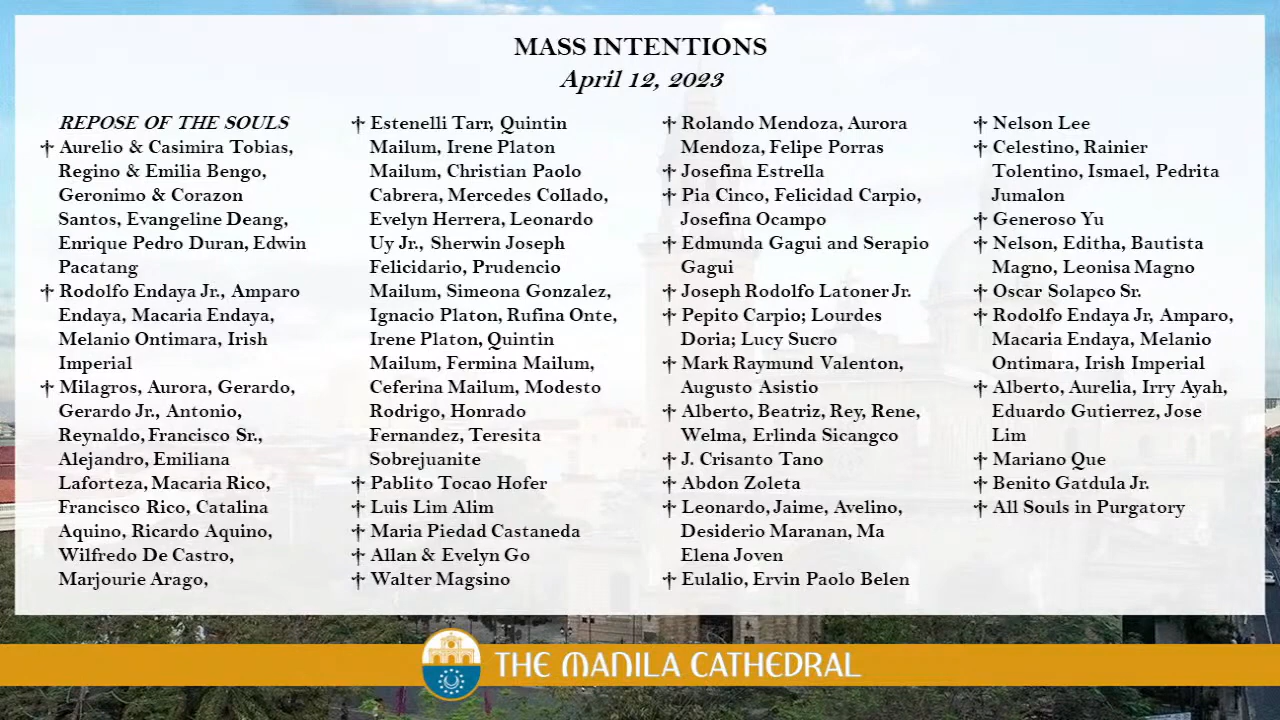 MASS INTENTIONS
April 12, 2023
REPOSE OF THE SOULS
✝ Aurelio & Casimira Tobias,
Regino & Emilia Bengo,
Geronimo & Corazon
Santos, Evangeline Deang,
Enrique Pedro Duran, Edwin
Pacatang
✝ Rodolfo Endaya Jr., Amparo
Endaya, Macaria Endaya,
Melanio Ontimara, Irish
Imperial
✝ Milagros, Aurora, Gerardo,
Gerardo Jr., Antonio,
Reynaldo, Francisco Sr.,
Alejandro, Emiliana
Laforteza, Macaria Rico,
Francisco Rico, Catalina
Aquino, Ricardo Aquino,
Wilfredo De Castro,
Marjourie Arago,
✝ Estenelli Tarr, Quintin
Mailum, Irene Platon
Mailum, Christian Paolo
Cabrera, Mercedes Collado,
Evelyn Herrera, Leonardo
Uy Jr., Sherwin Joseph
Felicidario, Prudencio
Mailum, Simeona Gonzalez,
Ignacio Platon, Rufina Onte,
Irene Platon, Quintin
Mailum, Fermina Mailum,
Ceferina Mailum, Modesto
Rodrigo, Honrado
Fernandez, Teresita
Sobrejuanite
✝ Pablito Tocao Hofer
✝ Luis Lim Alim
✝ Maria Piedad Castaneda
✝ Allan & Evelyn Go
✝ Walter Magsino
✝ Rolando Mendoza, Aurora
Mendoza, Felipe Porras
✝ Josefina Estrella
✝ Pia Cinco, Felicidad Carpio,
Josefina Ocampo
✝ Edmunda Gagui and Serapio
Gagui
✝ Joseph Rodolfo Latoner Jr.
✝ Pepito Carpio; Lourdes
Doria; Lucy Sucro
✝ Mark Raymund Valenton,
Augusto Asistio
✝ Alberto, Beatriz, Rey, Rene,
Welma, Erlinda Sicangco
✝ J. Crisanto Tano
✝ Abdon Zoleta
✝ Leonardo, Jaime, Avelino,
Desiderio Maranan, Ma
Elena Joven
✝ Eulalio, Ervin Paolo Belen
✝ Nelson Lee
✝ Celestino, Rainier
Tolentino, Ismael, Pedrita
Jumalon
✝ Generoso Yu
✝ Nelson, Editha, Bautista
Magno, Leonisa Magno
✝ Oscar Solapco Sr.
✝ Rodolfo Endaya Jr, Amparo,
Macaria Endaya, Melanio
Ontimara, Irish Imperial
✝ Alberto, Aurelia, Irry Ayah,
Eduardo Gutierrez, Jose
Lim
✝ Mariano Que
✝ Benito Gatdula Jr.
✝ All Souls in Purgatory
THE MANILA CATHEDRAL